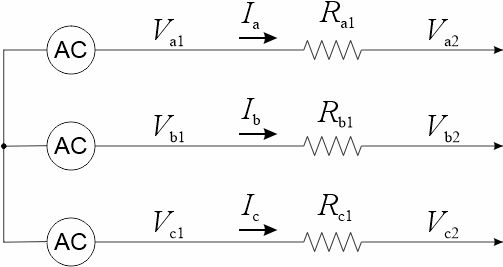 AC V_a1 I_a R_a1 V_a2
AC V_b1 I_b R_b1 V_b2
AC V_c1 I_c R_c1 V_c2